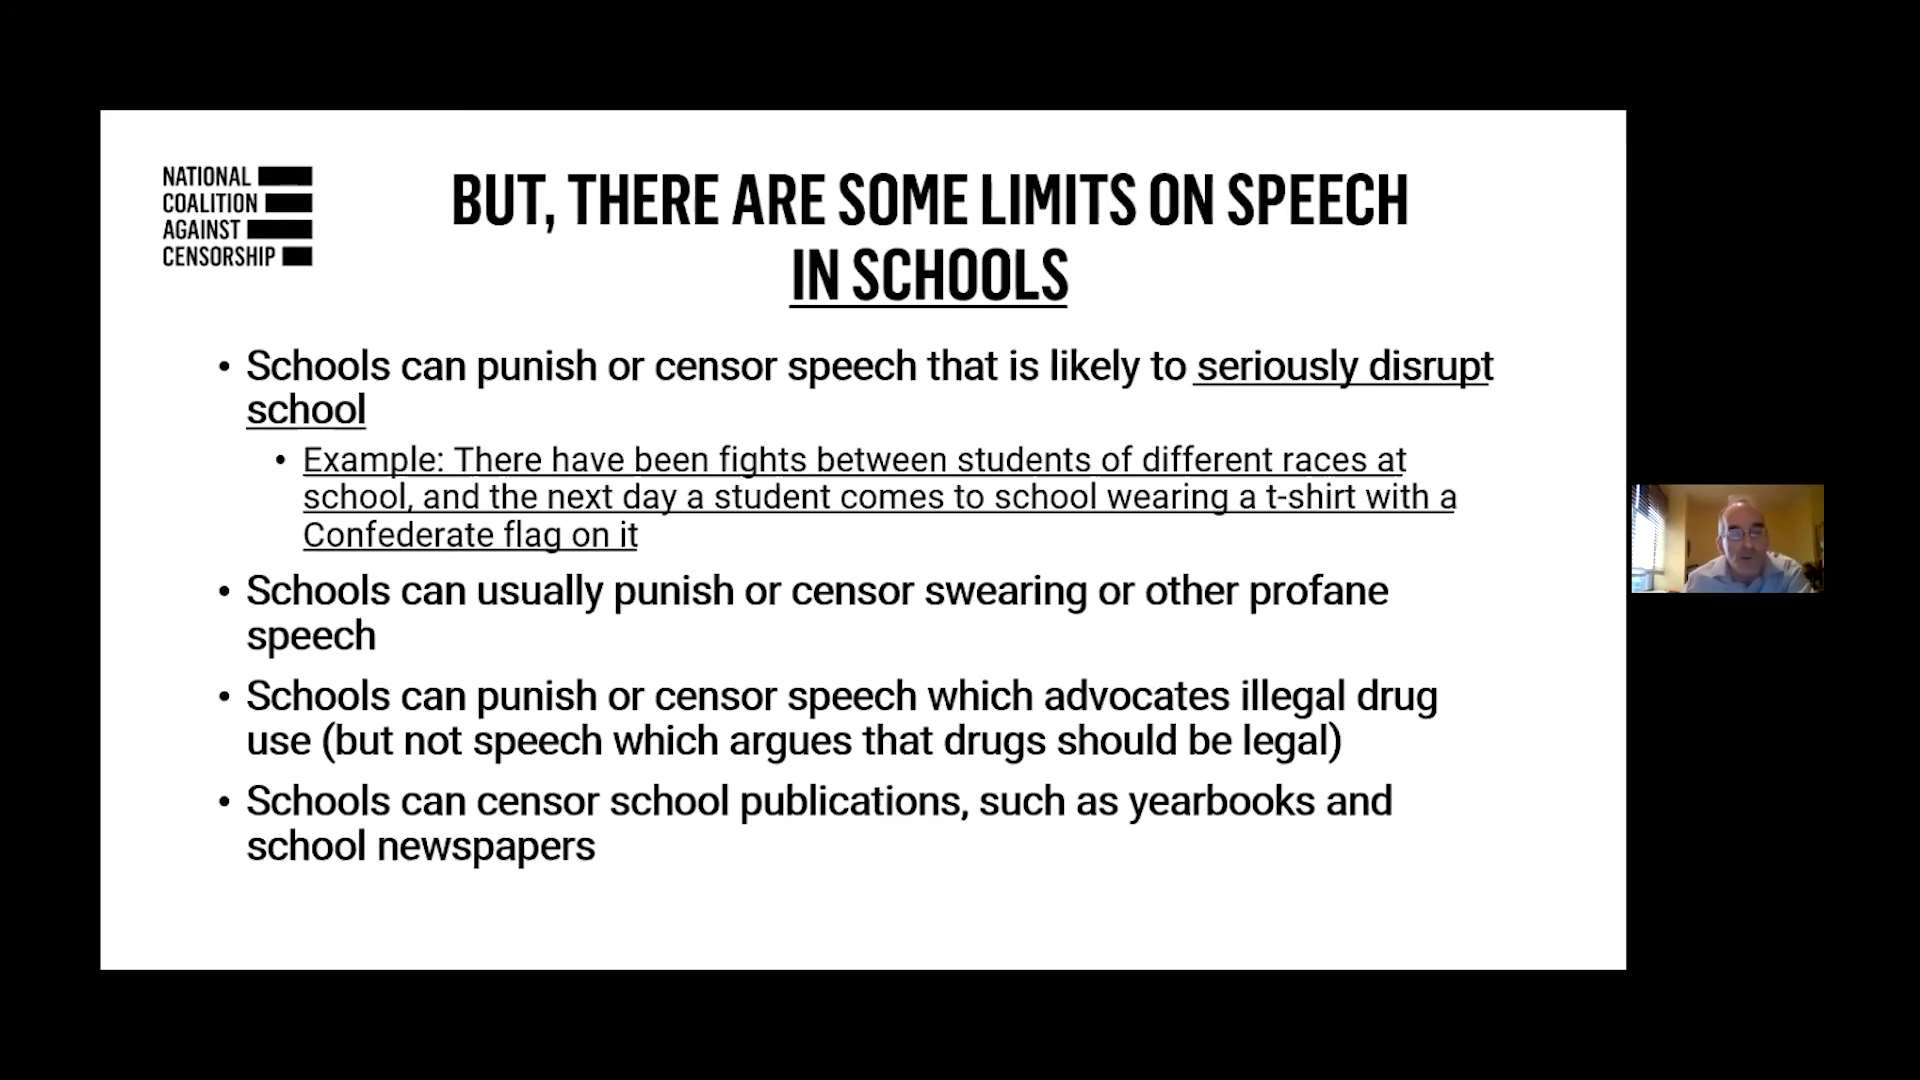 NATIONAL
COALITION
AGAINST
CENSORSHIP
BUT, THERE ARE SOME LIMITS ON SPEECH
IN SCHOOLS
• Schools can punish or censor speech that is likely to seriously disrupt
school
• Example: There have been fights between students of different races at
school, and the next day a student comes to school wearing a t-shirt with a
Confederate flag on it
• Schools can usually punish or censor swearing or other profane
speech
• Schools can punish or censor speech which advocates illegal drug
use (but not speech which argues that drugs should be legal)
• Schools can censor school publications, such as yearbooks and
school newspapers